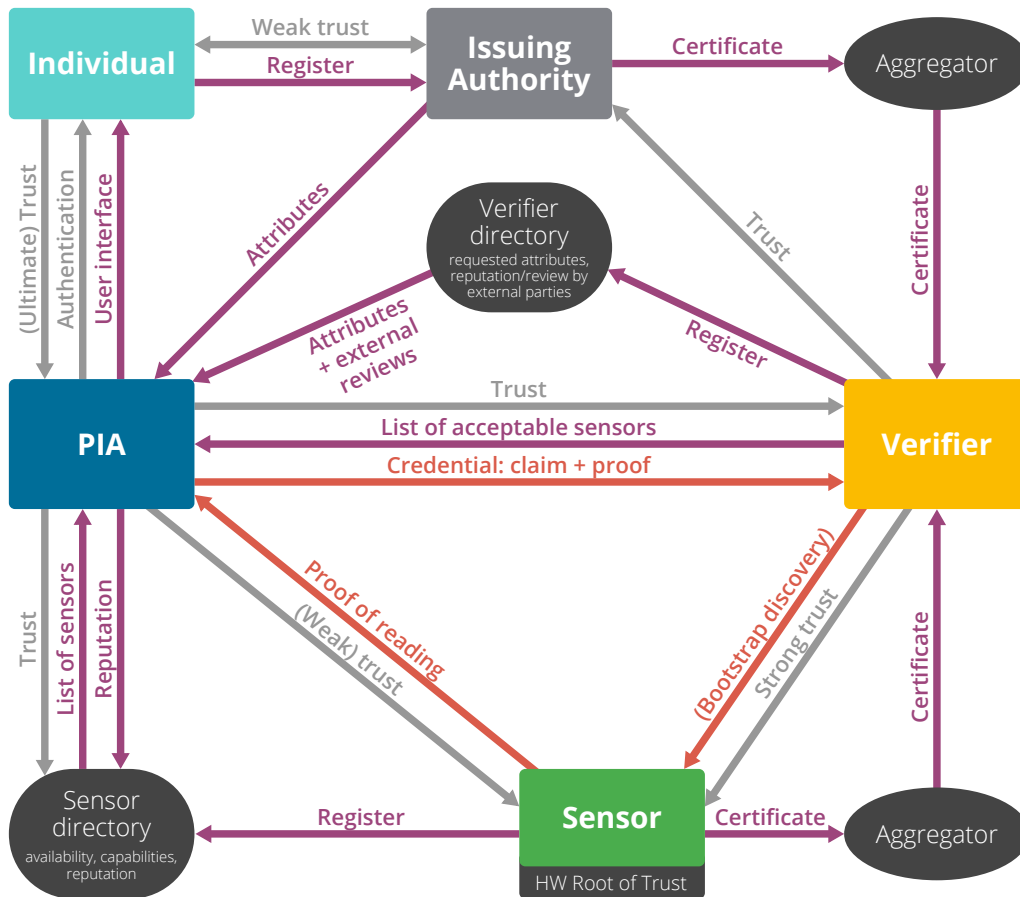 Weak trust
Individual
Register
Issuing
Authority
Certificate
Aggregator
(Ultimate) Trust
Authentication
User interface
Attributes
Verifier
directory
requested attributes,
reputation/review by
external parties
Trust
Certificate
Attributes
+ external
reviews
Register
PIA
Trust
List of acceptable sensors
Credential: claim + proof
Verifier
Trust
List of sensors
Reputation
Proof of reading
(Weak) trust
(Bootstrap discovery)
Strong trust
Certificate
Sensor
directory
availability, capabilities,
reputation
Register
Sensor
HW Root of Trust
Certificate
Aggregator